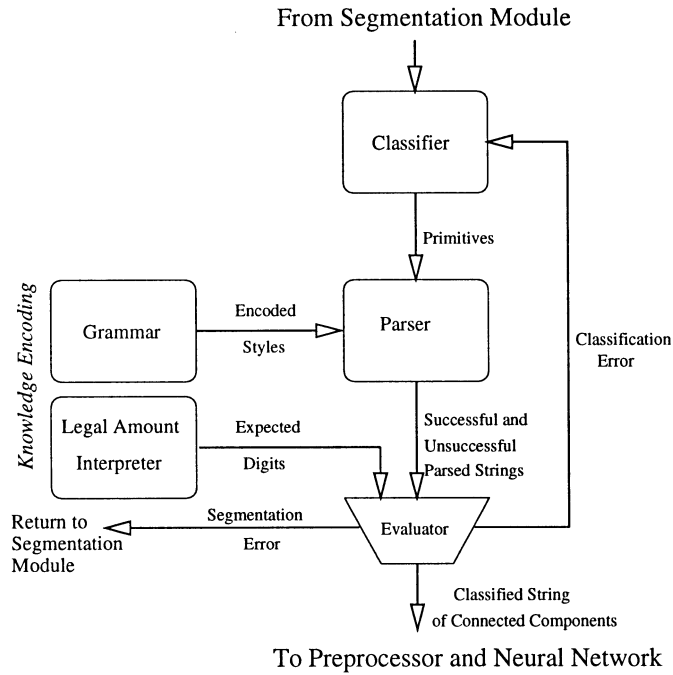 From Segmentation Module
Classifier
Primitives
Knowledge Encoding
Grammar
Encoded
Styles
Parser
Classification
Error
Legal Amount
Interpreter
Expected
Digits
Successful and
Unsuccessful
Parsed Strings
Return to
Segmentation
Module
Segmentation
Error
Evaluator
Classified String
of Connected Components
To Preprocessor and Neural Network